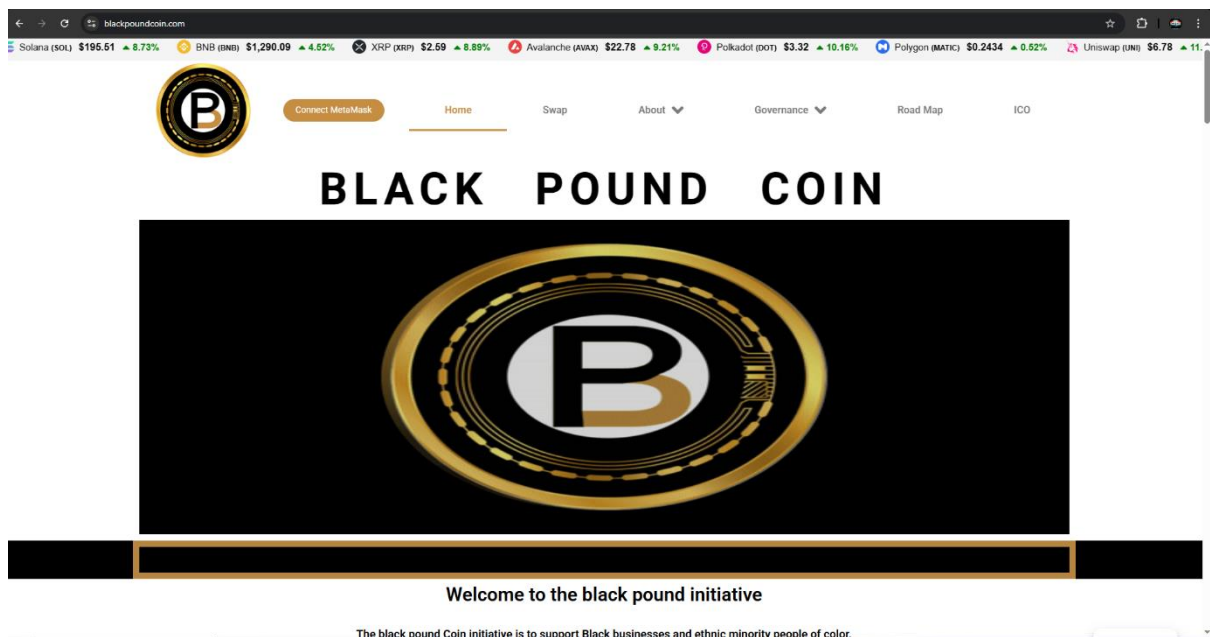 blackpoundcoin.com
Solana (SOL) $195.51 ▲ 8.73% BNB (BNB) $1,290.09 ▲ 4.52% XRP (XRP) $2.59 ▲ 8.89% Avalanche (AVAX) $22.78 ▲ 9.21% Polkadot (DOT) $3.32 ▲ 10.16% Polygon (MATIC) $0.2434 ▲ 0.52% Uniswap (UNI) $6.78 ▲ 11.
Connect MetaMask Home Swap About Governance Road Map ICO
BLACK POUND COIN
Welcome to the black pound initiative
The black pound Coin initiative is to support Black businesses and ethnic minority people of color.